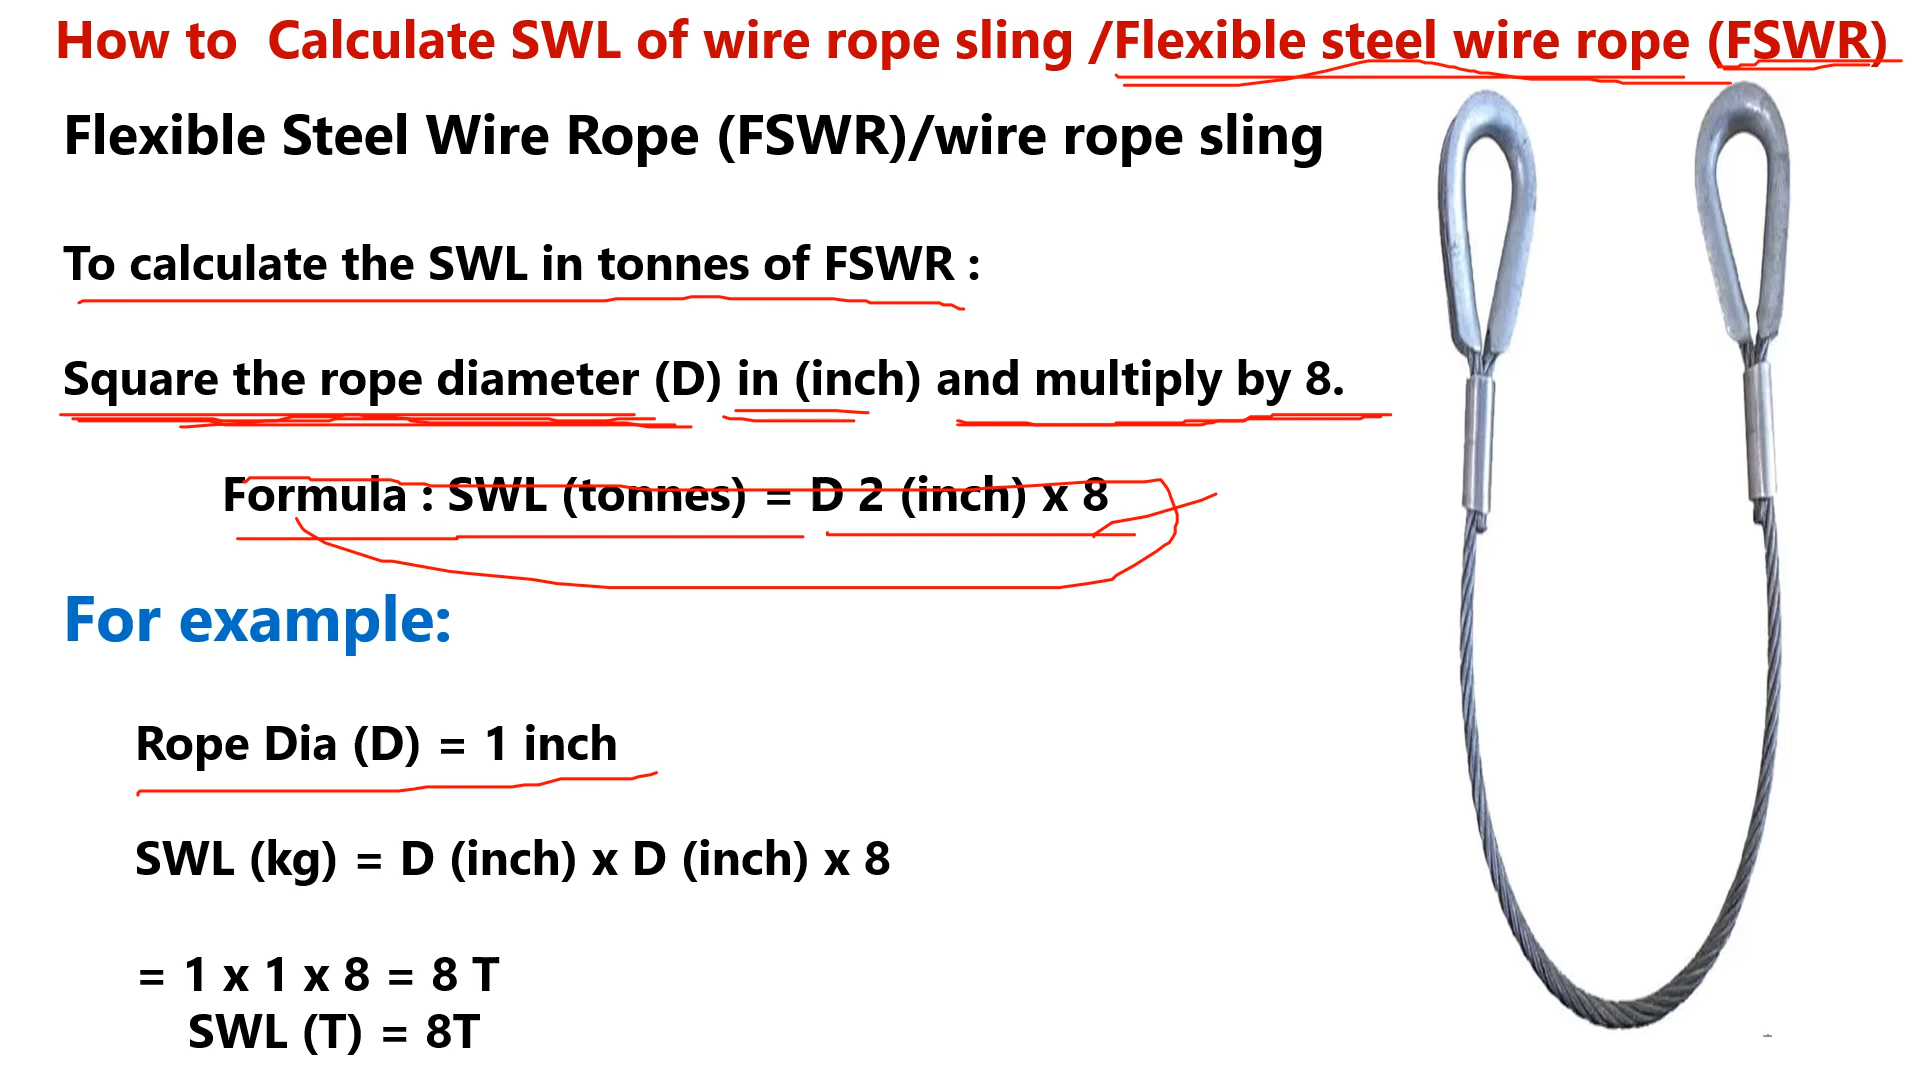 How to Calculate SWL of wire rope sling /Flexible steel wire rope (FSWR)
Flexible Steel Wire Rope (FSWR)/wire rope sling
To calculate the SWL in tonnes of FSWR :
Square the rope diameter (D) in (inch) and multiply by 8.
Formula : SWL (tonnes) = D 2 (inch) x 8
For example:
Rope Dia (D) = 1 inch
SWL (kg) = D (inch) x D (inch) x 8
= 1 x 1 x 8 = 8 T
SWL (T) = 8T